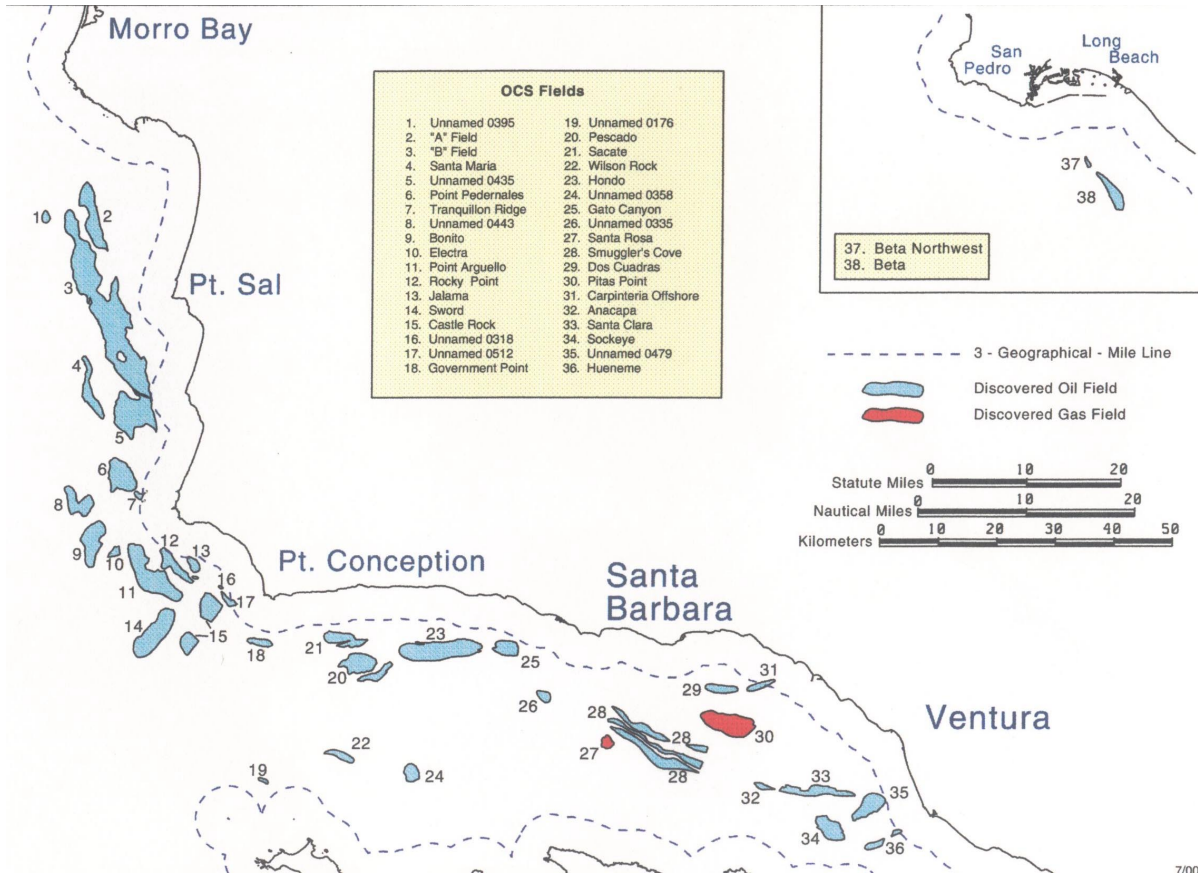 Morro Bay
San Pedro
Long Beach
OCS Fields
1. Unnamed 0395
2. "A" Field
3. "B" Field
4. Santa Maria
5. Unnamed 0435
6. Point Pedernales
7. Tranquillon Ridge
8. Unnamed 0443
9. Bonito
10. Electra
11. Point Arguello
12. Rocky Point
13. Jalama
14. Sword
15. Castle Rock
16. Unnamed 0318
17. Unnamed 0512
18. Government Point
19. Unnamed 0176
20. Pescado
21. Sacate
22. Wilson Rock
23. Hondo
24. Unnamed 0358
25. Gato Canyon
26. Unnamed 0335
27. Santa Rosa
28. Smuggler's Cove
29. Dos Cuadras
30. Pitas Point
31. Carpinteria Offshore
32. Anacapa
33. Santa Clara
34. Sockeye
35. Unnamed 0479
36. Hueneme
37
38
37. Beta Northwest
38. Beta
10
2
3
Pt. Sal
4
5
6
7
8
9
10
11
12
13
14
15
16
17
18
Pt. Conception
Santa
Barbara
Ventura
3 - Geographical - Mile Line
Discovered Oil Field
Discovered Gas Field
Statute Miles 0 10 20
Nautical Miles 0 10 20
Kilometers 0 10 20 30 40 50
21
20
23
25
26
22
24
19
28
28
28
27
29
31
30
32
33
35
34
36
7/00